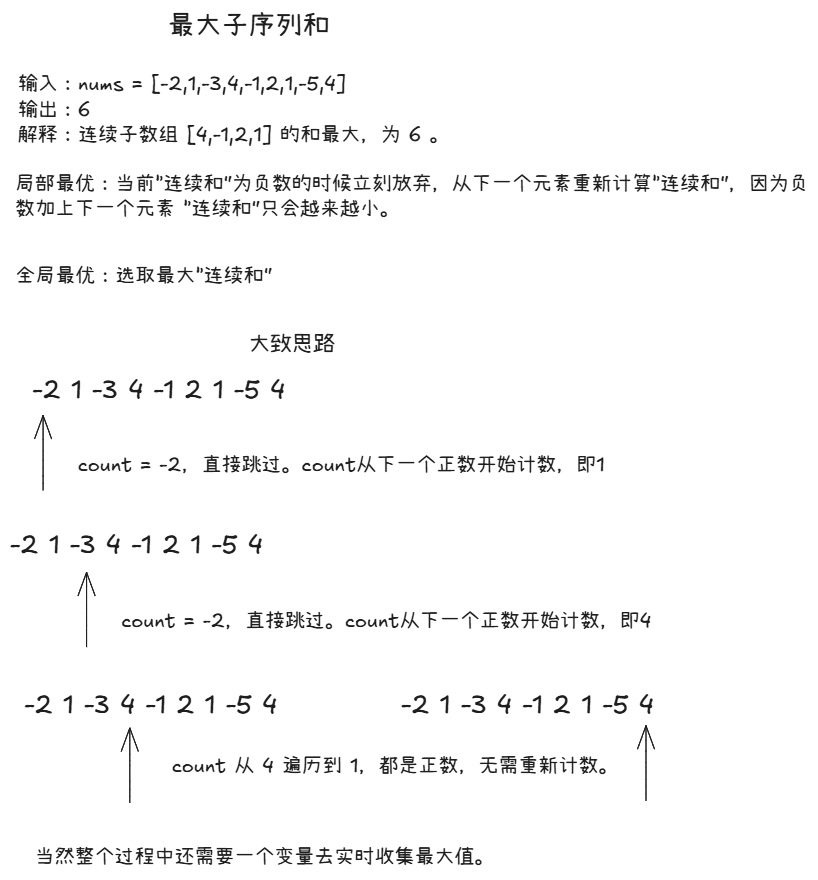 最大子序列和
输入：nums = [-2,1,-3,4,-1,2,1,-5,4]
输出：6
解释：连续子数组 [4,-1,2,1] 的和最大，为 6 。
局部最优：当前"连续和"为负数的时候立刻放弃，从下一个元素重新计算"连续和"，因为负
数加上下一个元素 "连续和"只会越来越小。
全局最优：选取最大"连续和"
大致思路
-2 1 -3 4 -1 2 1 -5 4
count = -2，直接跳过。count从下一个正数开始计数，即1
-2 1 -3 4 -1 2 1 -5 4
count = -2，直接跳过。count从下一个正数开始计数，即4
-2 1 -3 4 -1 2 1 -5 4
-2 1 -3 4 -1 2 1 -5 4
count 从 4 遍历到 1，都是正数，无需重新计数。
当然整个过程中还需要一个变量去实时收集最大值。